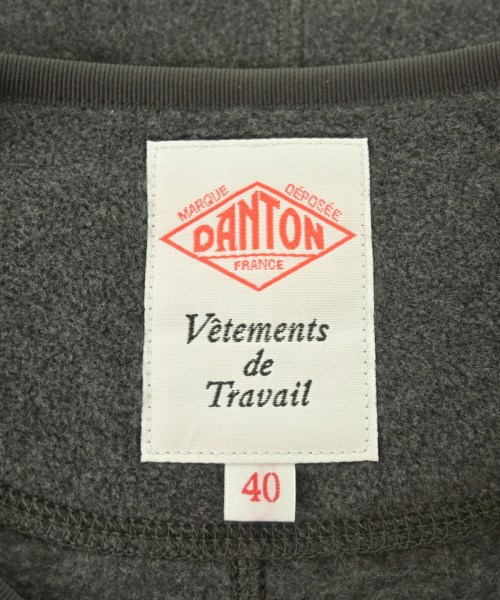 MARQUE DÉPOSÉE
DANTON
FRANCE
Vêtements
de
Travail
40